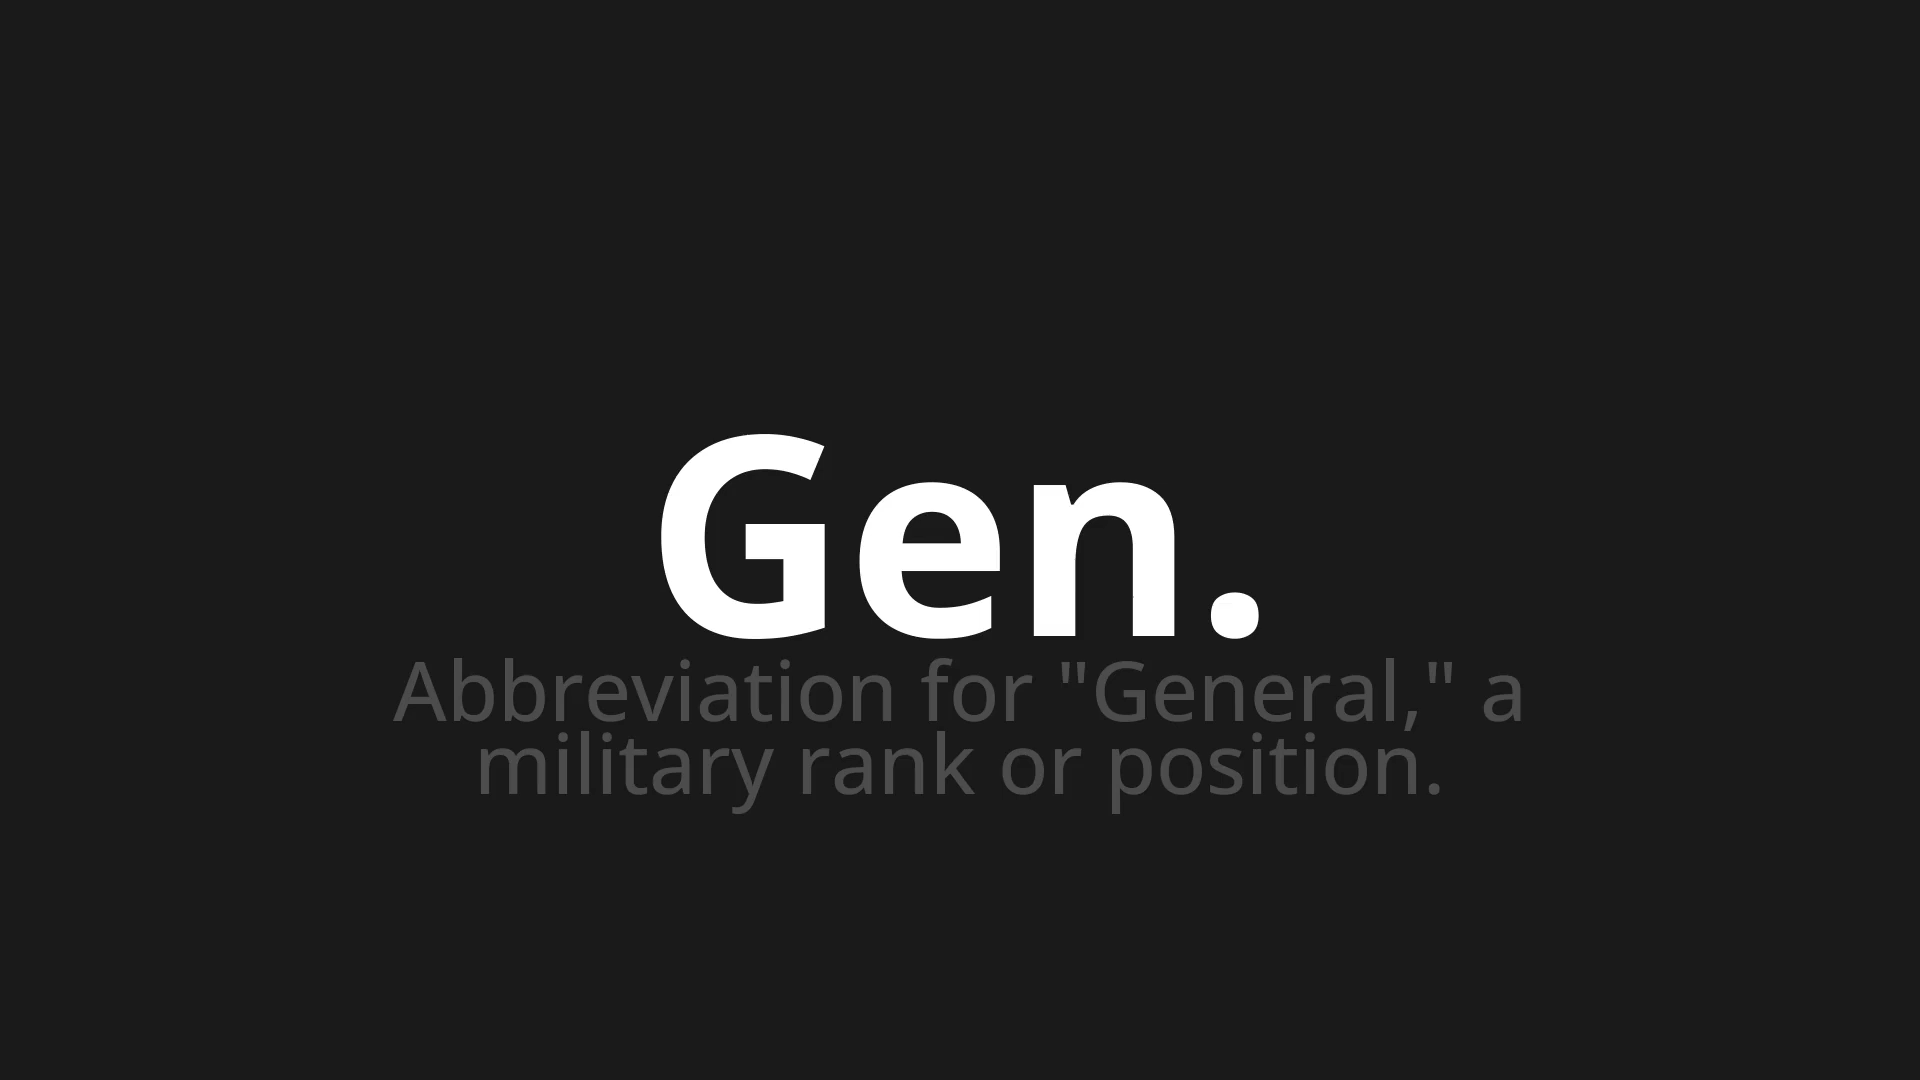 Gen.
Abbreviation for "General," a
military rank or position.